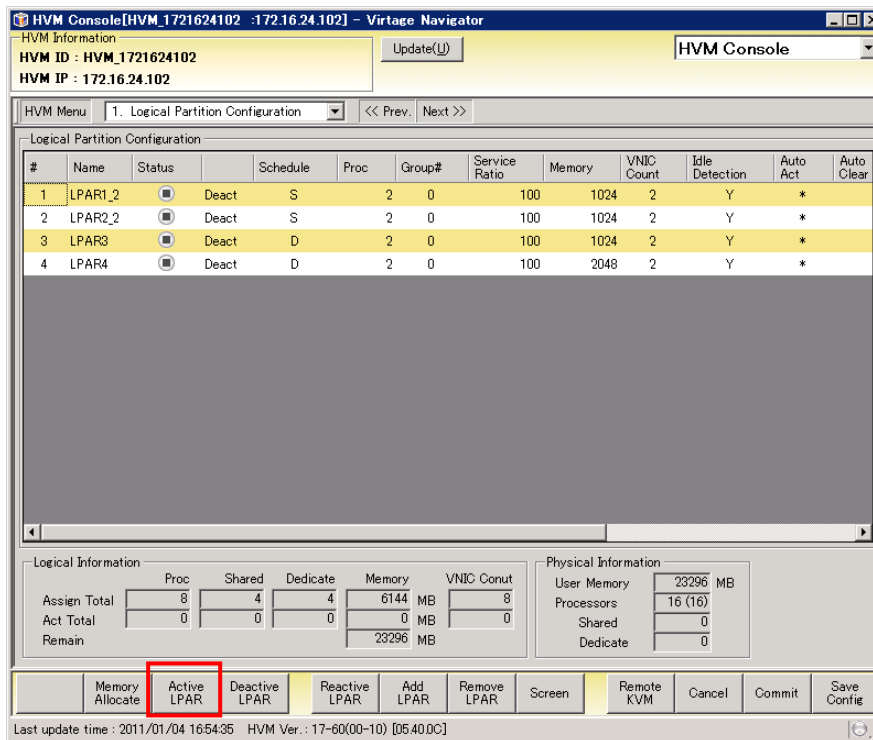 HVM Console[HVM_1721624102 :172.16.24.102] - Virtage Navigator
HVM Information
HVM ID : HVM_1721624102
HVM IP : 172.16.24.102
Update(U)
HVM Console
HVM Menu 1. Logical Partition Configuration << Prev. Next >>
Logical Partition Configuration
# Name Status Schedule Proc Group# Service Ratio Memory VNIC Count Idle Detection Auto Act Auto Clear
1 LPAR1_2 Deact S 2 0 100 1024 2 Y *
2 LPAR2_2 Deact S 2 0 100 1024 2 Y *
3 LPAR3 Deact D 2 0 100 1024 2 Y *
4 LPAR4 Deact D 2 0 100 2048 2 Y *
Logical Information
Proc Shared Dedicate Memory VNIC Conut
Assign Total 8 4 4 6144 MB 8
Act Total 0 0 0 0 MB 0
Remain 23296 MB
Physical Information
User Memory 23296 MB
Processors 16 (16)
Shared 0
Dedicate 0
Memory Allocate Active LPAR Deactive LPAR Reactive LPAR Add LPAR Remove LPAR Screen Remote KVM Cancel Commit Save Config
Last update time : 2011/01/04 16:54:35 HVM Ver. : 17-60(00-10) [05.40.0C]